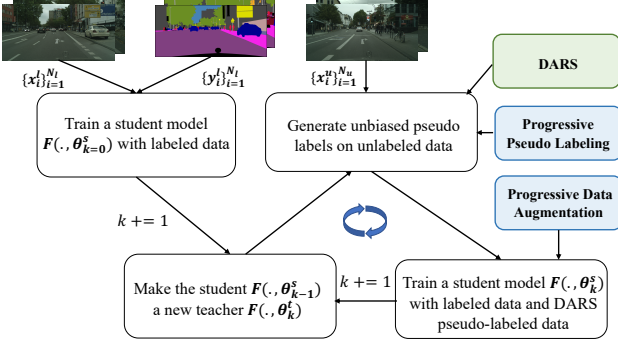 {x_i^l}_{i=1}^{N_l}
{y_i^l}_{i=1}^{N_l}
{x_i^u}_{i=1}^{N_u}
DARS
Train a student model
F(., θ_{k=0}^s) with labeled data
Generate unbiased pseudo
labels on unlabeled data
Progressive
Pseudo Labeling
Progressive Data
Augmentation
k += 1
Make the student F(., θ_{k-1}^s)
a new teacher F(., θ_k^t)
k += 1
Train a student model F(., θ_k^s)
with labeled data and DARS
pseudo-labeled data